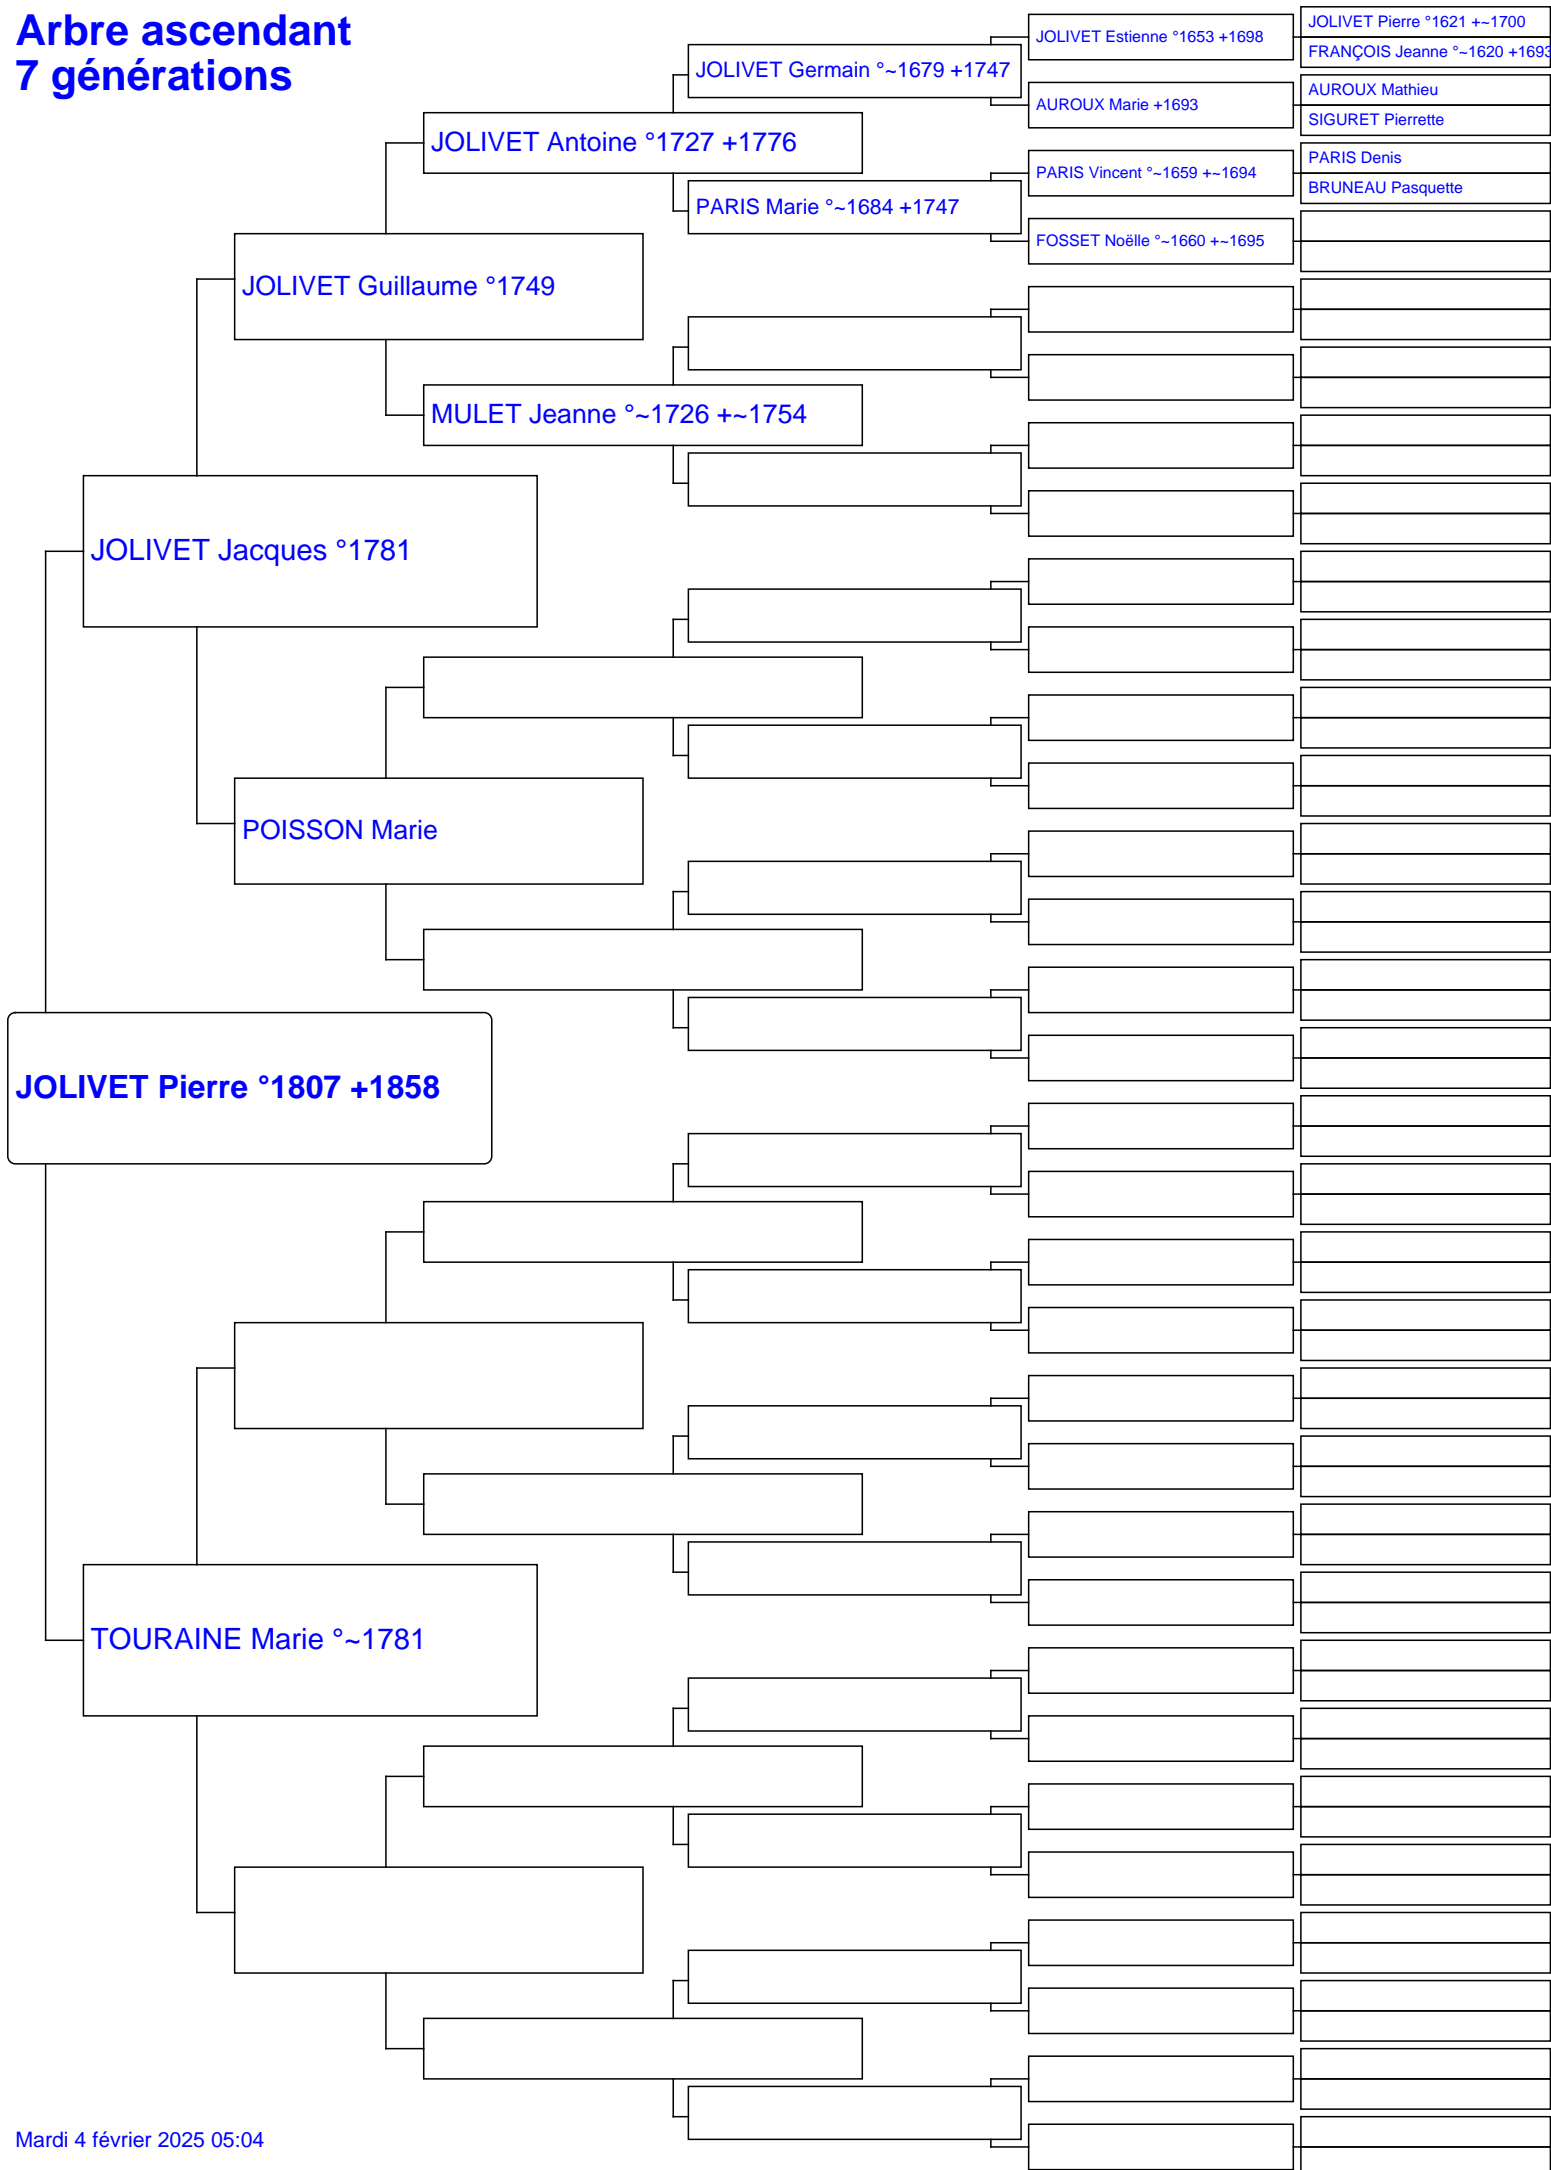 Arbre ascendant
7 générations
JOLIVET Pierre °1621 +~1700
JOLIVET Estienne °1653 +1698
FRANÇOIS Jeanne °~1620 +1693
JOLIVET Germain °~1679 +1747
AUROUX Mathieu
AUROUX Marie +1693
SIGURET Pierrette
JOLIVET Antoine °1727 +1776
PARIS Denis
PARIS Vincent °~1659 +~1694
BRUNEAU Pasquette
PARIS Marie °~1684 +1747
FOSSET Noëlle °~1660 +~1695
JOLIVET Guillaume °1749
MULET Jeanne °~1726 +~1754
JOLIVET Jacques °1781
POISSON Marie
JOLIVET Pierre °1807 +1858
TOURAINE Marie °~1781
Mardi 4 février 2025 05:04